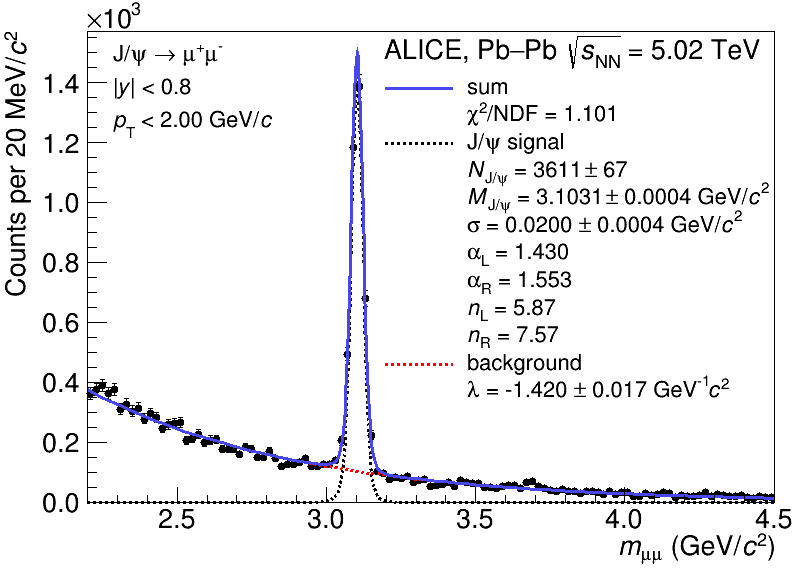 ×10³
Counts per 20 MeV/c²
J/ψ → μ⁺μ⁻
|y| < 0.8
p_T < 2.00 GeV/c
ALICE, Pb–Pb √s_NN = 5.02 TeV
sum
χ²/NDF = 1.101
J/ψ signal
N_J/ψ = 3611 ± 67
M_J/ψ = 3.1031 ± 0.0004 GeV/c²
σ = 0.0200 ± 0.0004 GeV/c²
α_L = 1.430
α_R = 1.553
n_L = 5.87
n_R = 7.57
background
λ = -1.420 ± 0.017 GeV⁻¹c²
1.4
1.2
1.0
0.8
0.6
0.4
0.2
0.0
2.5 3.0 3.5 4.0 4.5
m_μμ (GeV/c²)